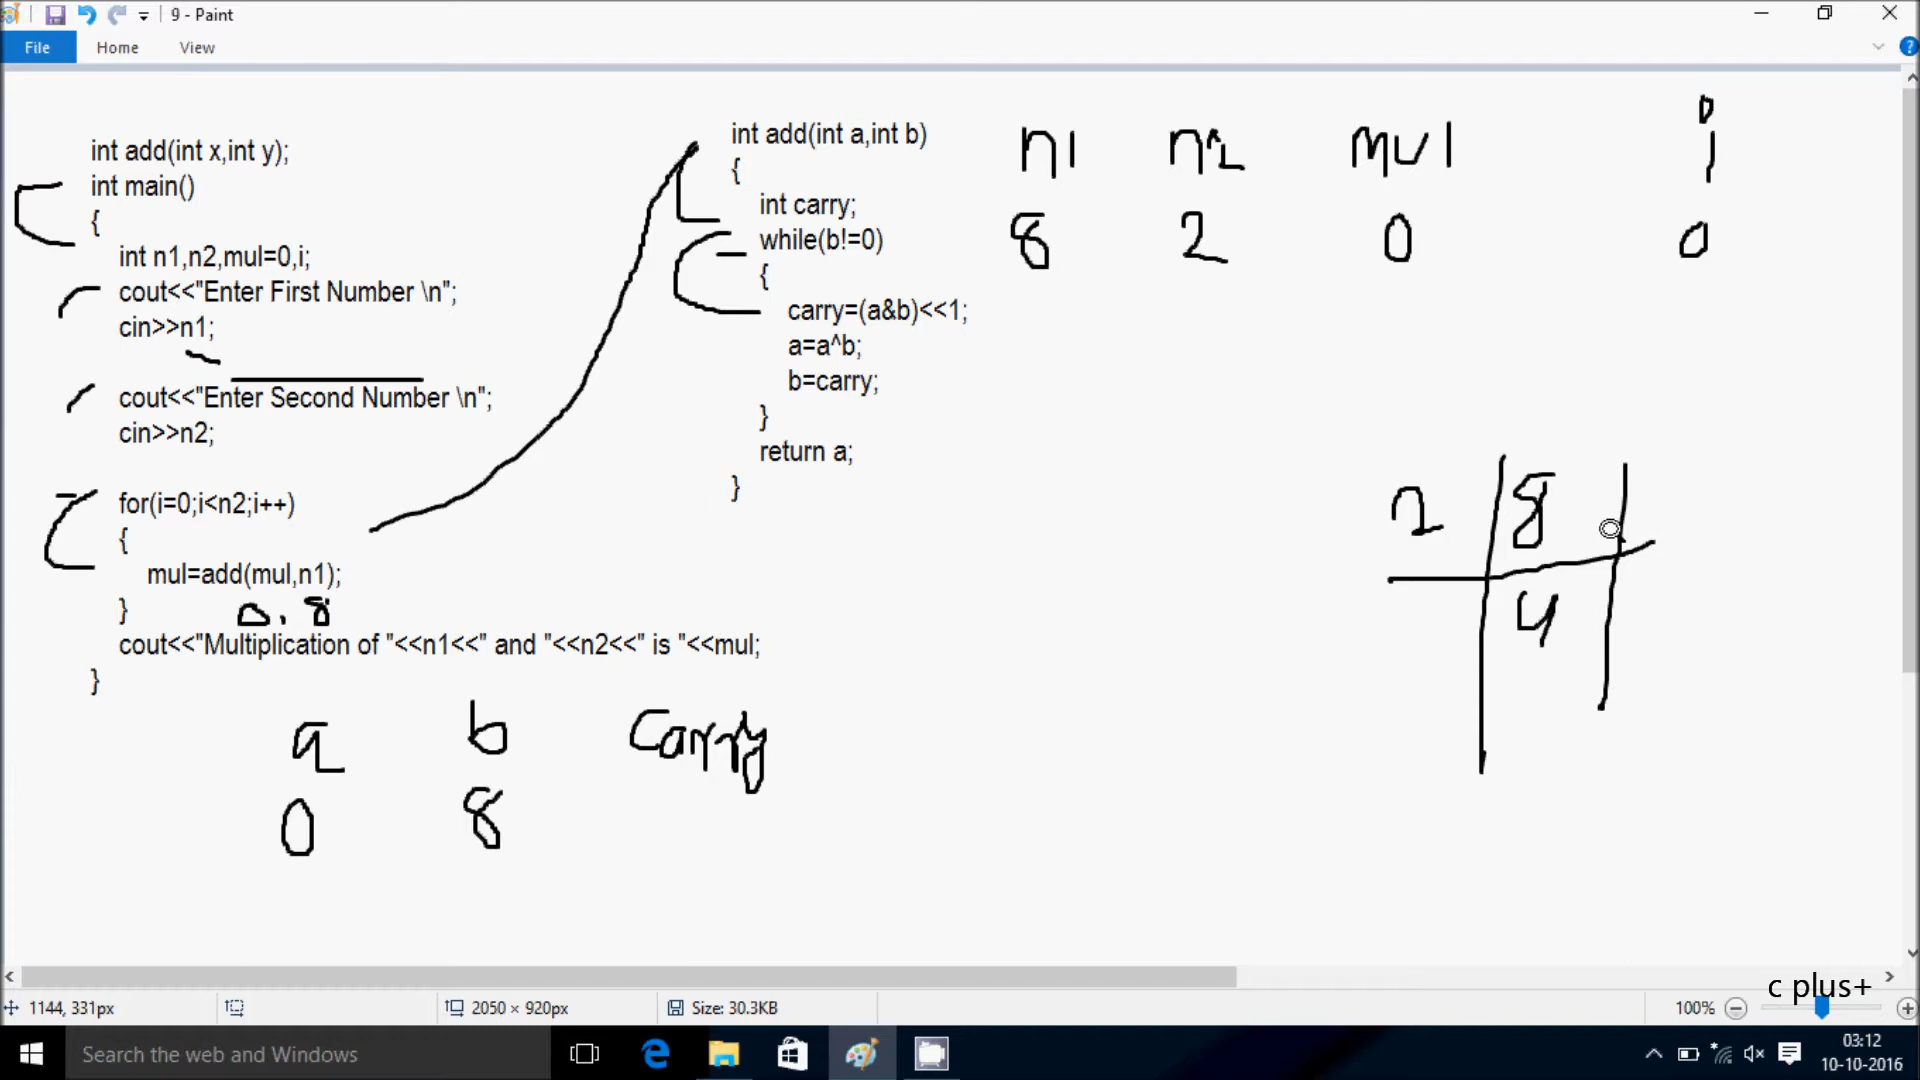 9 - Paint
File Home View
int add(int x,int y);
int main()
{
int n1,n2,mul=0,i;
cout<<"Enter First Number \n";
cin>>n1;
cout<<"Enter Second Number \n";
cin>>n2;
for(i=0;i<n2;i++)
{
mul=add(mul,n1);
}
0, 8
cout<<"Multiplication of "<<n1<<" and "<<n2<<" is "<<mul;
}
int add(int a,int b)
{
int carry;
while(b!=0)
{
carry=(a&b)<<1;
a=a^b;
b=carry;
}
return a;
}
n1 n2 mul i
8 2 0 0
2 8
4
a b carry
0 8
c plus+
1144, 331px 2050 × 920px Size: 30.3KB 100%
Search the web and Windows
03:12
10-10-2016